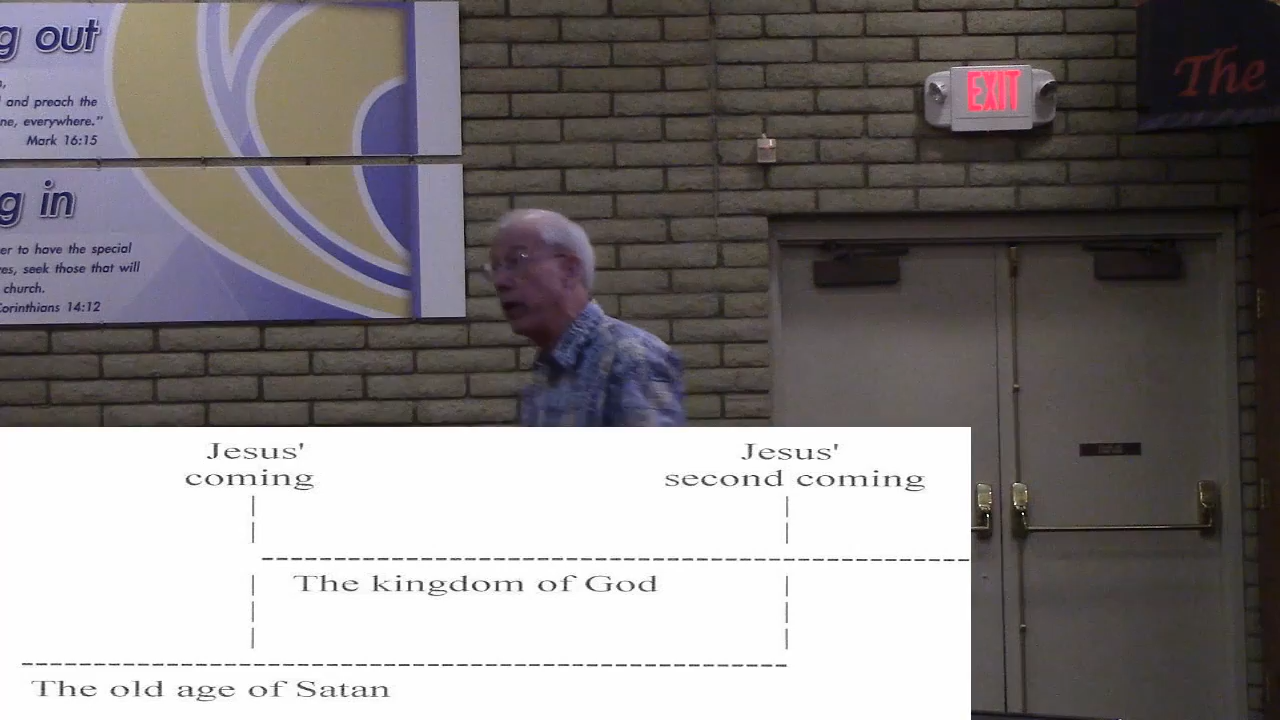 g out
and preach the
ne, everywhere."
Mark 16:15
g in
er to have the special
es, seek those that will
church.
Corinthians 14:12
EXIT
The
Jesus'
coming
Jesus'
second coming
The kingdom of God
The old age of Satan